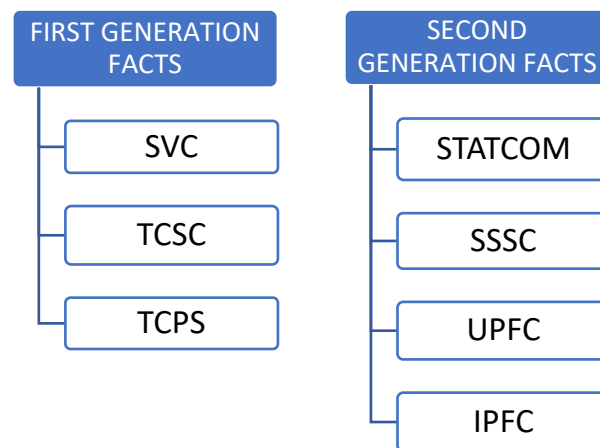 FIRST GENERATION
FACTS
SVC
TCSC
TCPS
SECOND
GENERATION FACTS
STATCOM
SSSC
UPFC
IPFC